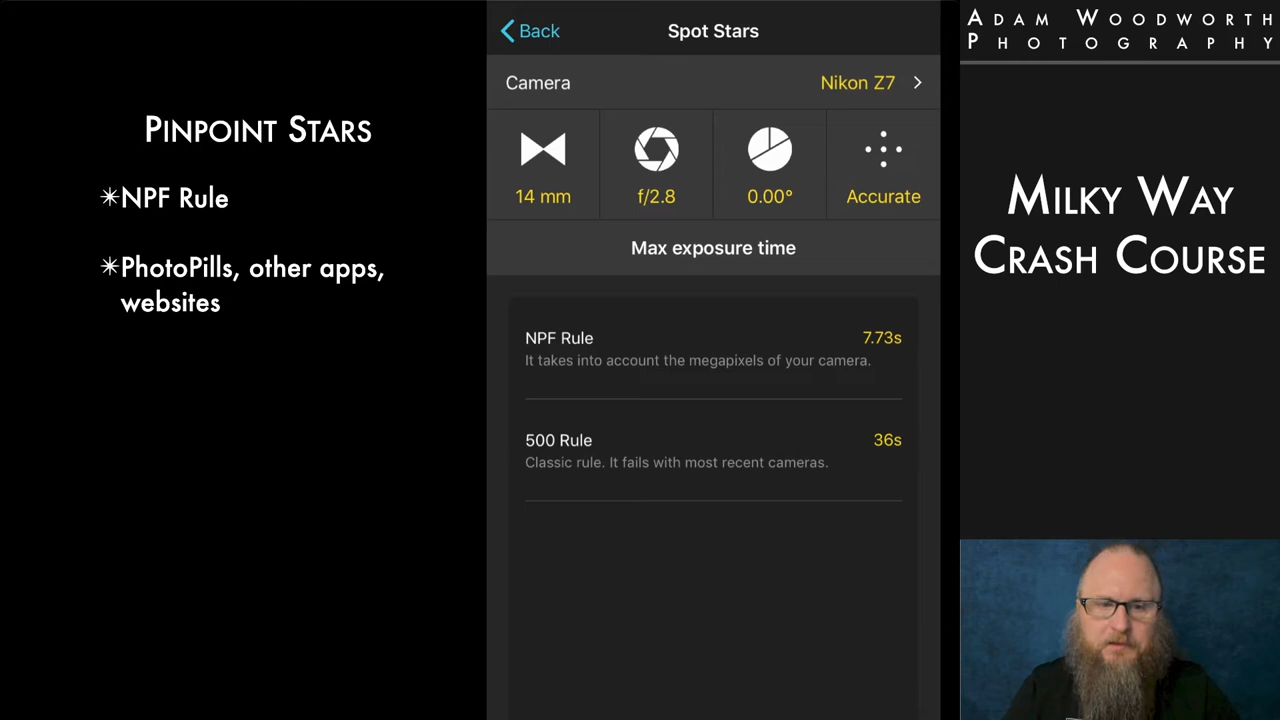 PINPOINT STARS
✳NPF Rule
✳PhotoPills, other apps,
websites
Back
Spot Stars
Camera
Nikon Z7
14 mm
f/2.8
0.00°
Accurate
Max exposure time
NPF Rule
7.73s
It takes into account the megapixels of your camera.
500 Rule
36s
Classic rule. It fails with most recent cameras.
ADAM WOODWORTH
PHOTOGRAPHY
MILKY WAY
CRASH COURSE